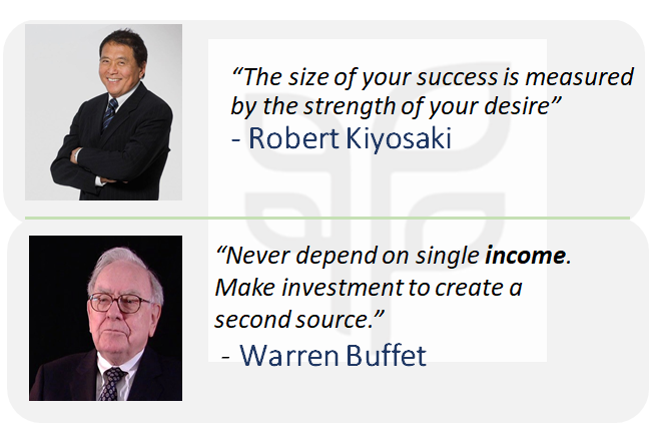 “The size of your success is measured
by the strength of your desire”
- Robert Kiyosaki
“Never depend on single income.
Make investment to create a
second source.”
- Warren Buffet